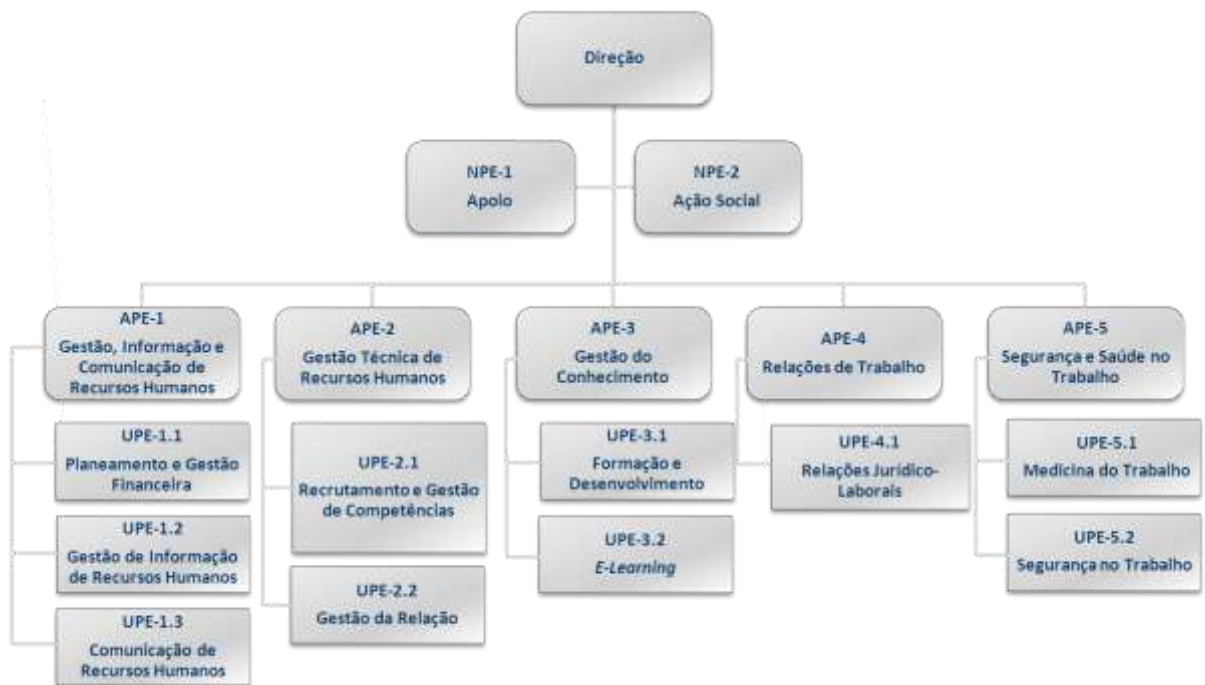 Direção
NPE-1
Apoio
NPE-2
Ação Social
APE-1
Gestão, Informação e
Comunicação de
Recursos Humanos
APE-2
Gestão Técnica de
Recursos Humanos
APE-3
Gestão do
Conhecimento
APE-4
Relações de Trabalho
APE-5
Segurança e Saúde no
Trabalho
UPE-1.1
Planeamento e Gestão
Financeira
UPE-1.2
Gestão de Informação
de Recursos Humanos
UPE-1.3
Comunicação de
Recursos Humanos
UPE-2.1
Recrutamento e Gestão
de Competências
UPE-2.2
Gestão da Relação
UPE-3.1
Formação e
Desenvolvimento
UPE-3.2
E-Learning
UPE-4.1
Relações Jurídico-
Laborais
UPE-5.1
Medicina do Trabalho
UPE-5.2
Segurança no Trabalho